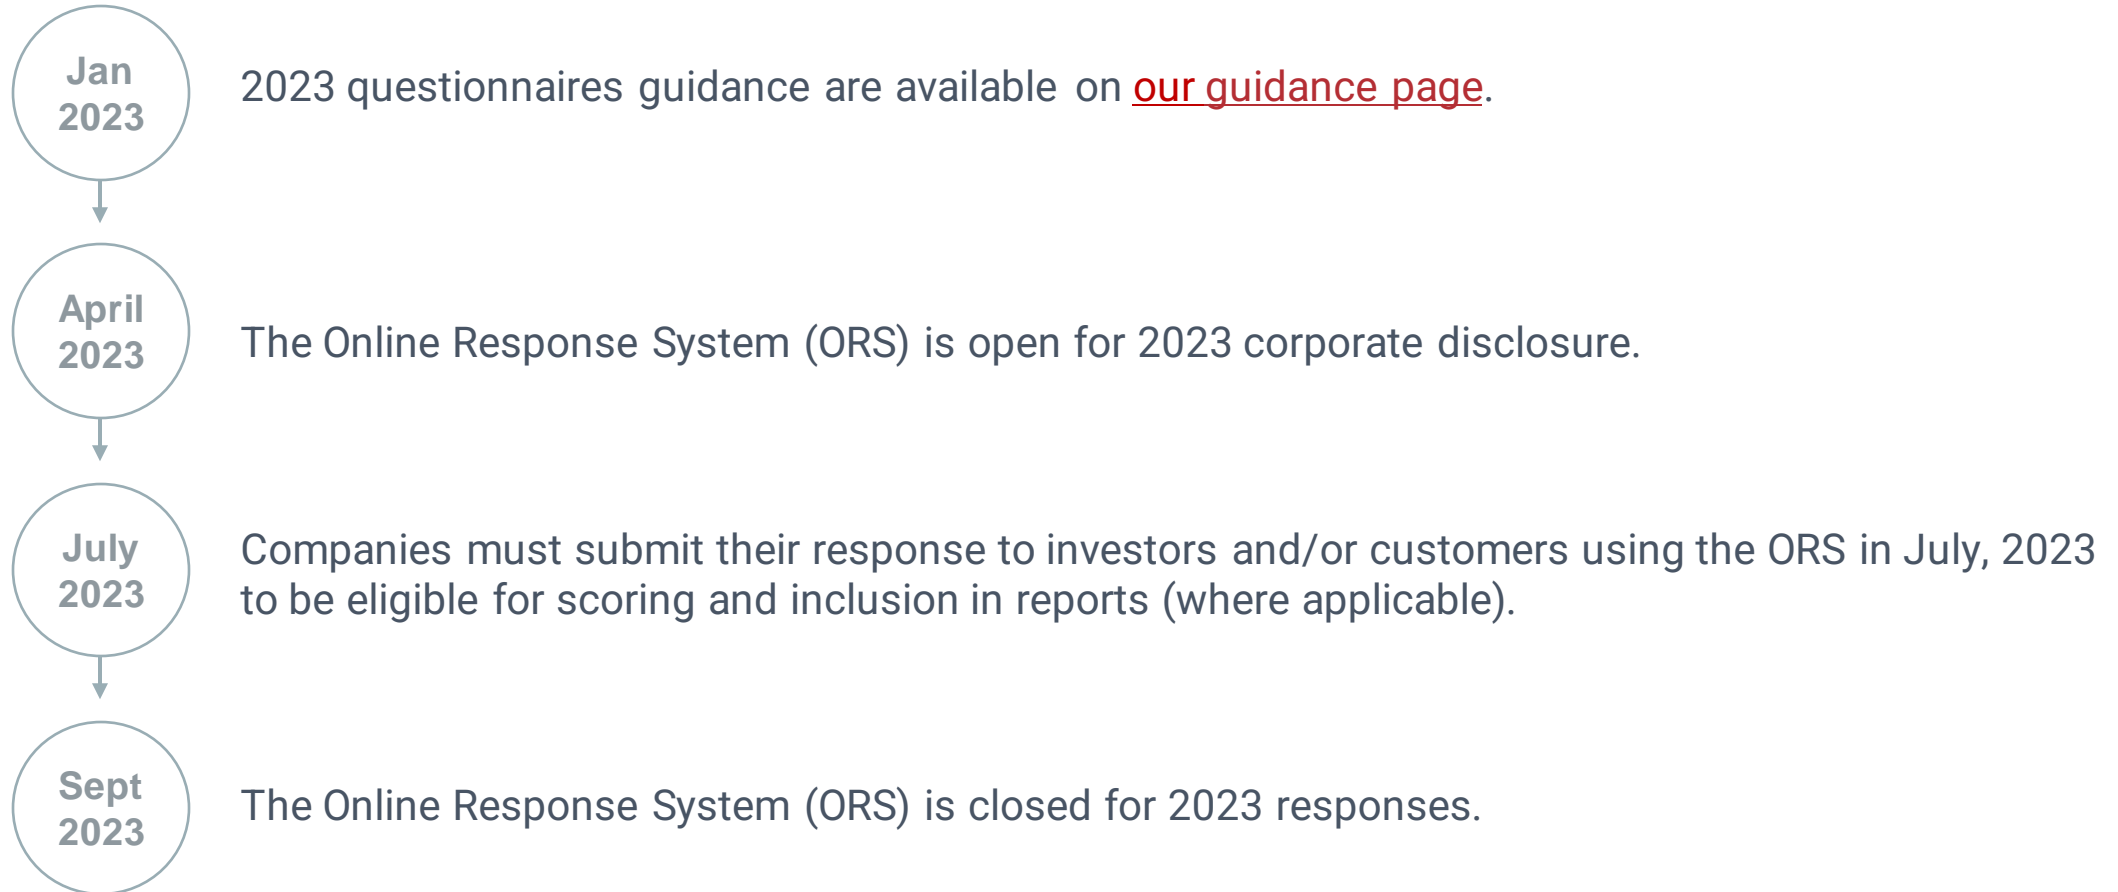 Jan
2023
2023 questionnaires guidance are available on our guidance page.
April
2023
The Online Response System (ORS) is open for 2023 corporate disclosure.
July
2023
Companies must submit their response to investors and/or customers using the ORS in July, 2023
to be eligible for scoring and inclusion in reports (where applicable).
Sept
2023
The Online Response System (ORS) is closed for 2023 responses.